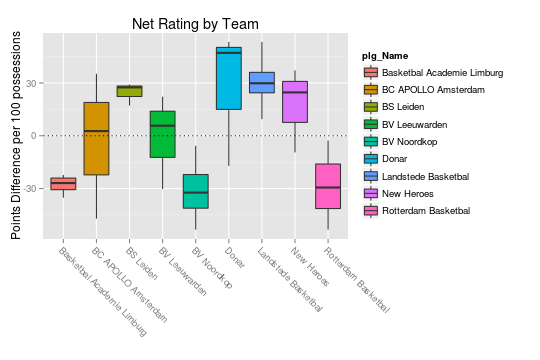 Net Rating by Team
Points Difference per 100 possessions
30
0
-30
Basketbal Academie Limburg
BC APOLLO Amsterdam
BS Leiden
BV Leeuwarden
BV Noordkop
Donar
Landstede Basketbal
New Heroes
Rotterdam Basketbal
plg_Name
Basketbal Academie Limburg
BC APOLLO Amsterdam
BS Leiden
BV Leeuwarden
BV Noordkop
Donar
Landstede Basketbal
New Heroes
Rotterdam Basketbal